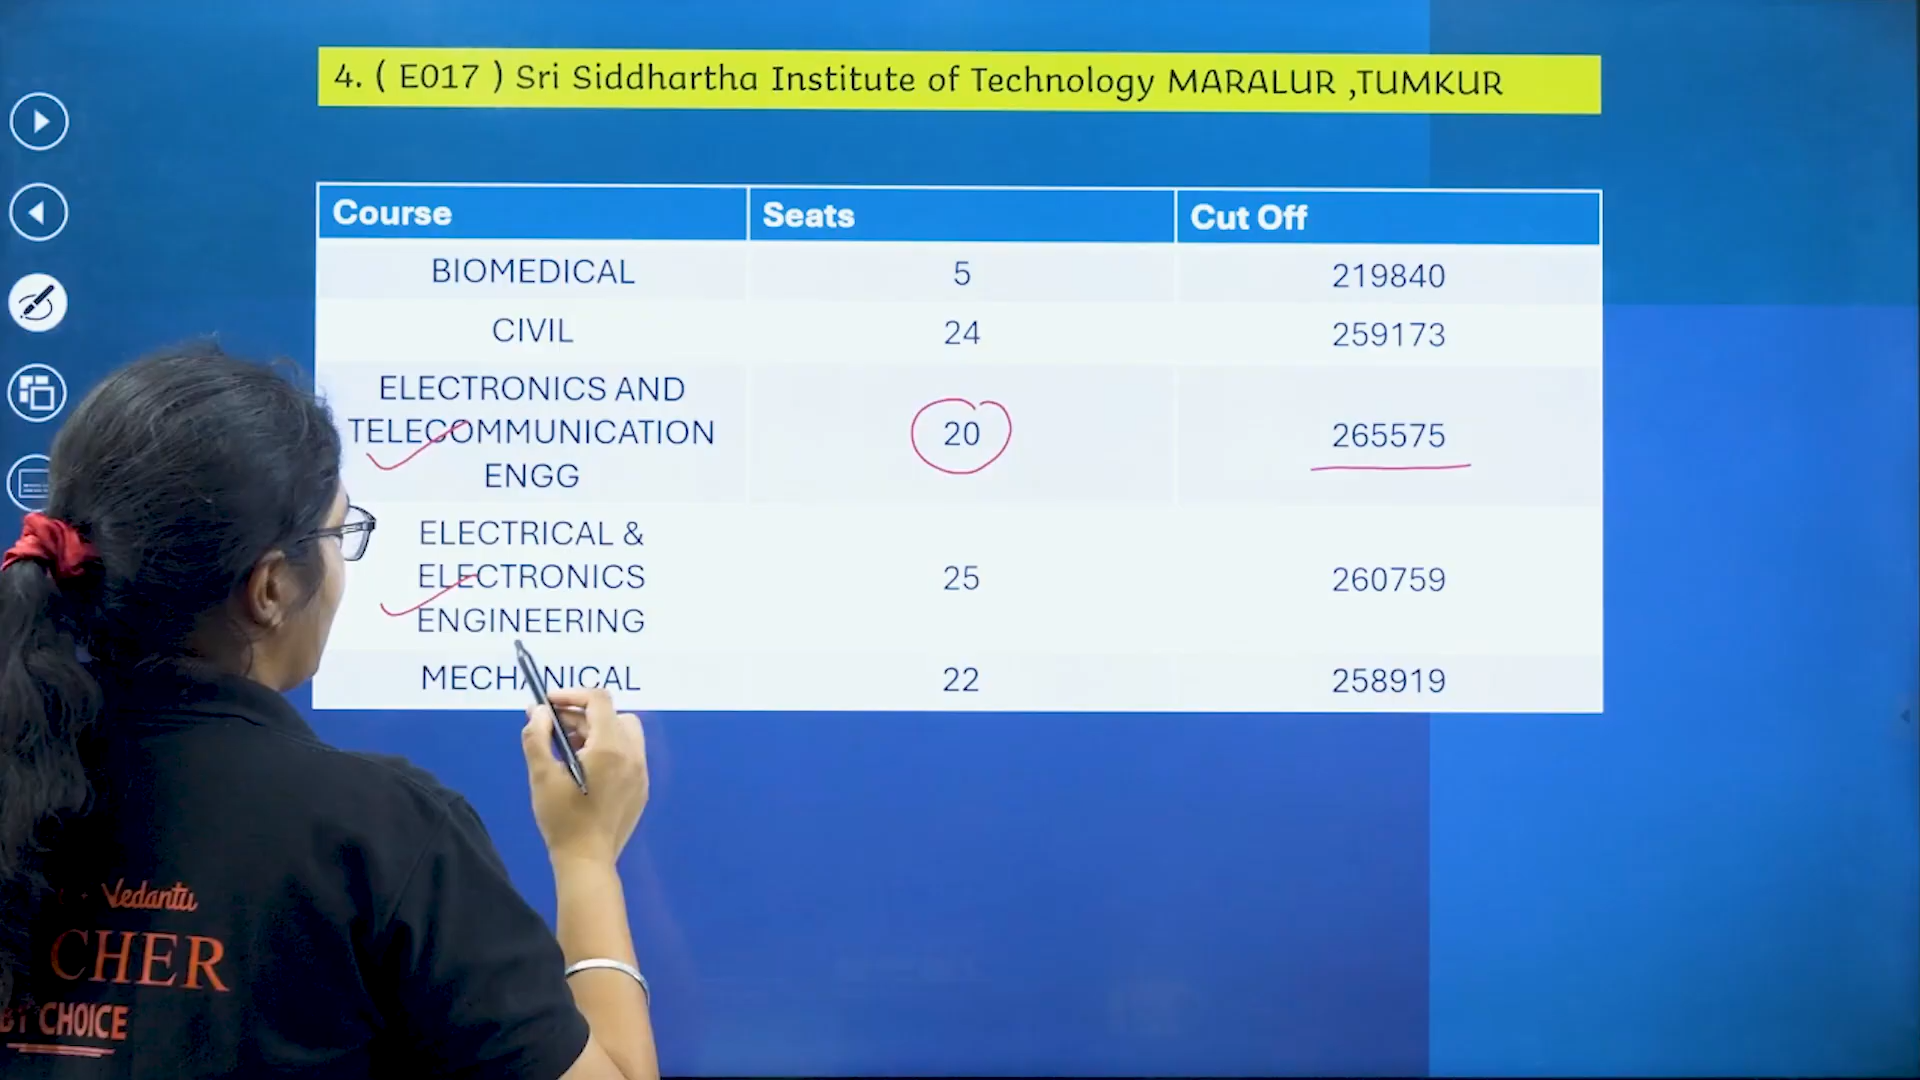 4. ( E017 ) Sri Siddhartha Institute of Technology MARALUR ,TUMKUR
Course Seats Cut Off
BIOMEDICAL 5 219840
CIVIL 24 259173
ELECTRONICS AND
TELECOMMUNICATION 20 265575
ENGG
ELECTRICAL &
ELECTRONICS 25 260759
ENGINEERING
MECHANICAL 22 258919
Vedantu
CHER
BY CHOICE